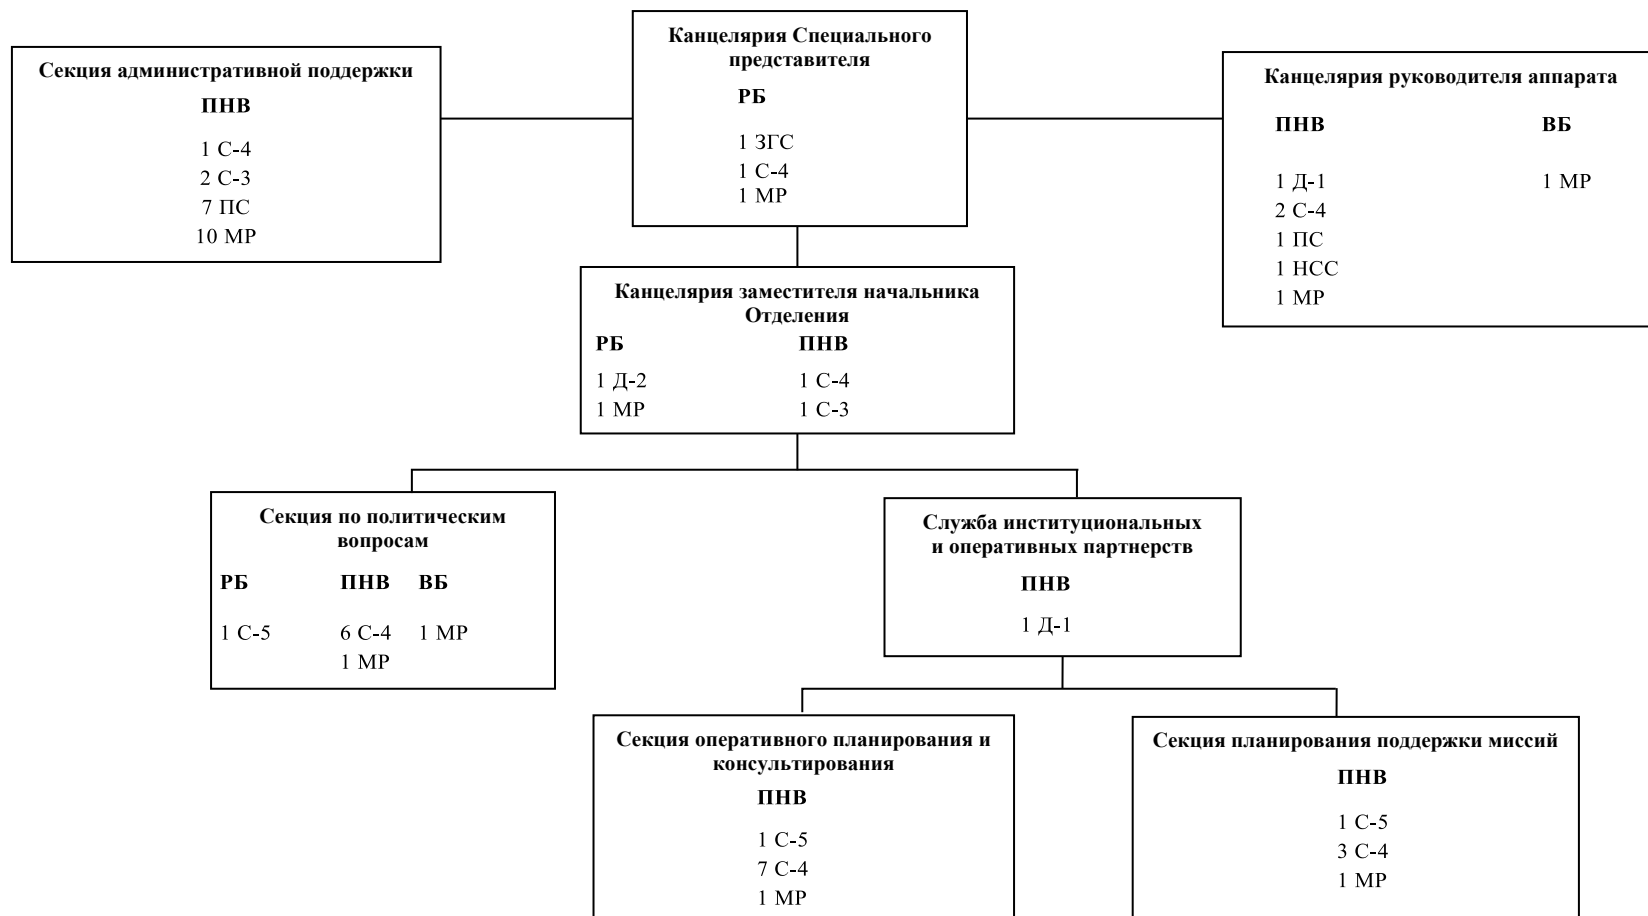 Канцелярия Специального
представителя
РБ
1 ЗГС
1 С-4
1 МР
Секция административной поддержки
ПНВ
1 С-4
2 С-3
7 ПС
10 МР
Канцелярия руководителя аппарата
ПНВ ВБ
1 Д-1 1 МР
2 С-4
1 ПС
1 НСС
1 МР
Канцелярия заместителя начальника
Отделения
РБ ПНВ
1 Д-2 1 С-4
1 МР 1 С-3
Секция по политическим
вопросам
РБ ПНВ ВБ
1 С-5 6 С-4 1 МР
1 МР
Служба институциональных
и оперативных партнерств
ПНВ
1 Д-1
Секция оперативного планирования и
консультирования
ПНВ
1 С-5
7 С-4
1 МР
Секция планирования поддержки миссий
ПНВ
1 С-5
3 С-4
1 МР